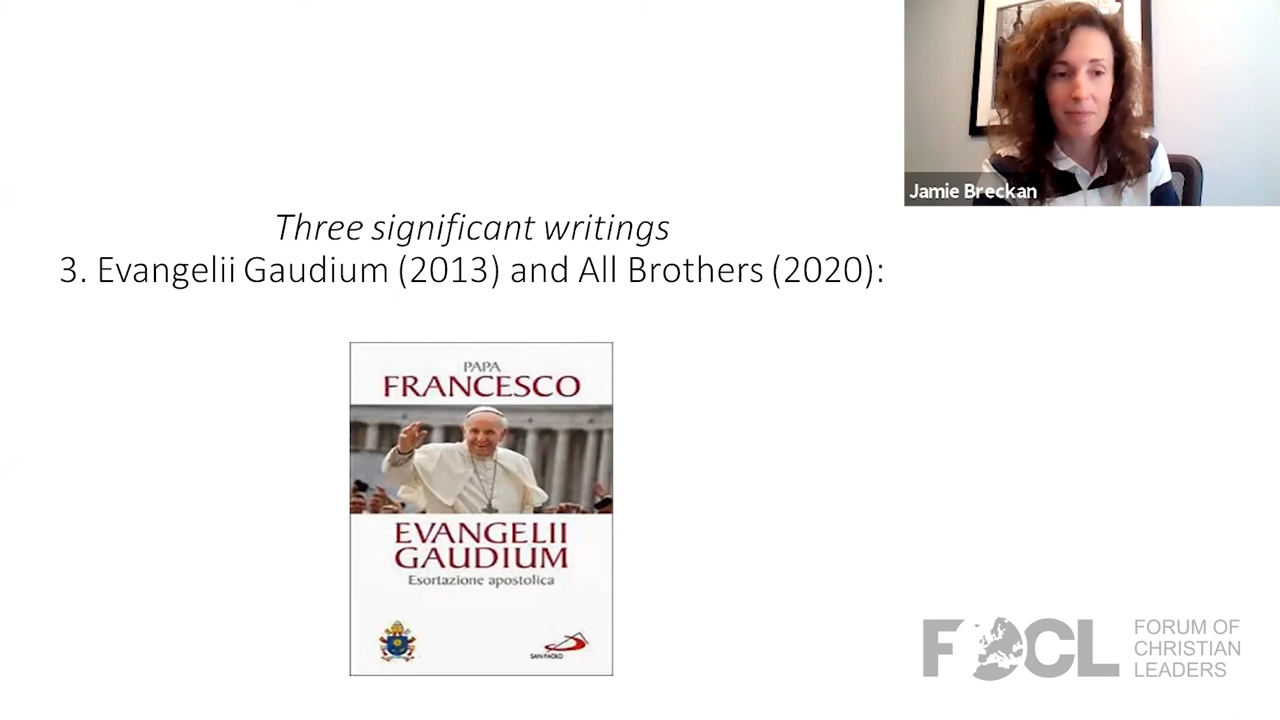 Jamie Breckan
Three significant writings
3. Evangelii Gaudium (2013) and All Brothers (2020):
PAPA
FRANCESCO
EVANGELII
GAUDIUM
Esortazione apostolica
SAN PAOLO
FOCL
FORUM OF
CHRISTIAN
LEADERS